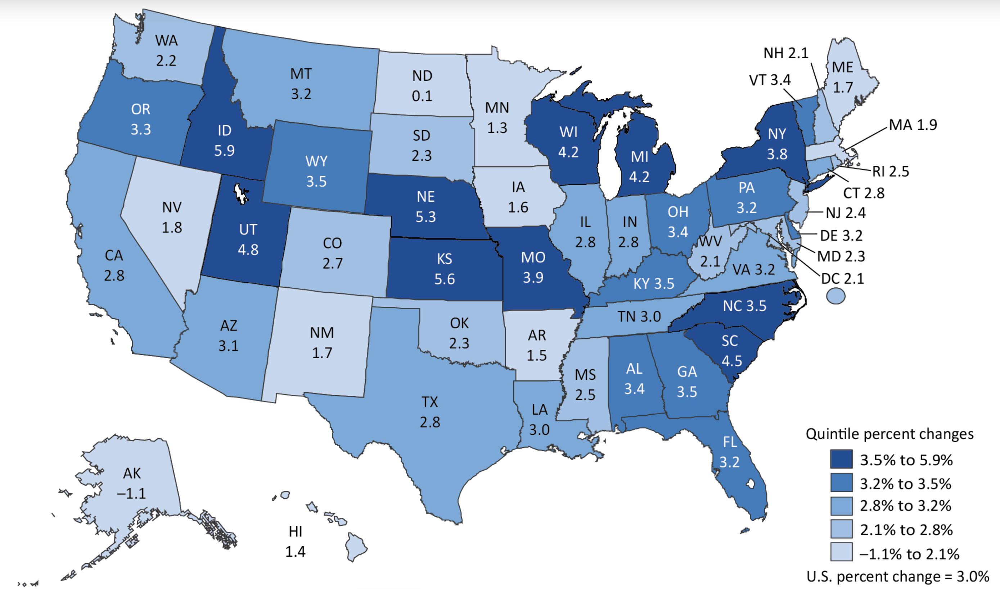 WA
2.2
MT
3.2
ND
0.1
MN
1.3
OR
3.3
ID
5.9
WY
3.5
SD
2.3
WI
4.2
MI
4.2
NH 2.1
VT 3.4
ME
1.7
NY
3.8
MA 1.9
RI 2.5
CT 2.8
NJ 2.4
DE 3.2
MD 2.3
DC 2.1
NV
1.8
UT
4.8
CO
2.7
NE
5.3
IA
1.6
IL
2.8
IN
2.8
OH
3.4
PA
3.2
WV
2.1
VA 3.2
CA
2.8
KS
5.6
MO
3.9
KY 3.5
NC 3.5
TN 3.0
SC
4.5
AZ
3.1
NM
1.7
OK
2.3
AR
1.5
MS
2.5
AL
3.4
GA
3.5
TX
2.8
LA
3.0
FL
3.2
AK
–1.1
HI
1.4
Quintile percent changes
3.5% to 5.9%
3.2% to 3.5%
2.8% to 3.2%
2.1% to 2.8%
–1.1% to 2.1%
U.S. percent change = 3.0%